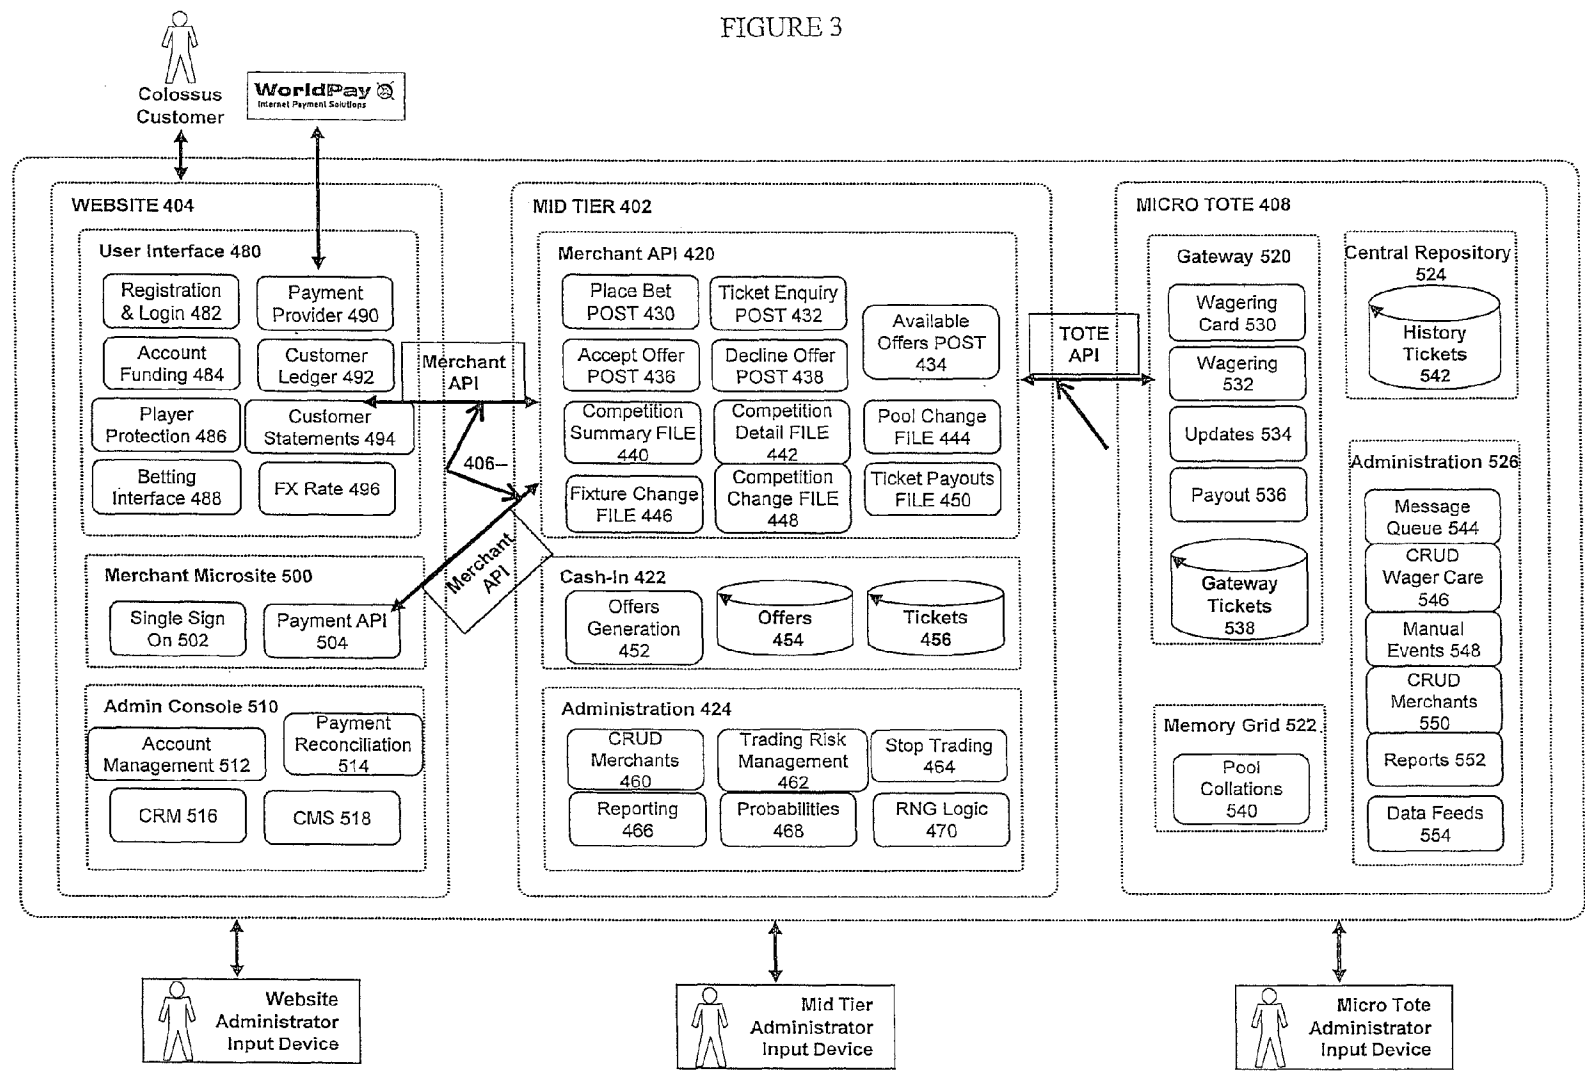 FIGURE 3
Colossus
Customer
WorldPay
Internet Payment Solutions
WEBSITE 404
User Interface 480
Registration
& Login 482
Payment
Provider 490
Account
Funding 484
Customer
Ledger 492
Player
Protection 486
Customer
Statements 494
Betting
Interface 488
FX Rate 496
Merchant Microsite 500
Single Sign
On 502
Payment API
504
Admin Console 510
Account
Management 512
Payment
Reconciliation
514
CRM 516
CMS 518
Merchant
API
406
Merchant
API
MID TIER 402
Merchant API 420
Place Bet
POST 430
Ticket Enquiry
POST 432
Available
Offers POST
434
Accept Offer
POST 436
Decline Offer
POST 438
Competition
Summary FILE
440
Competition
Detail FILE
442
Pool Change
FILE 444
Fixture Change
FILE 446
Competition
Change FILE
448
Ticket Payouts
FILE 450
Cash-In 422
Offers
Generation
452
Offers
454
Tickets
456
Administration 424
CRUD
Merchants
460
Trading Risk
Management
462
Stop Trading
464
Reporting
466
Probabilities
468
RNG Logic
470
TOTE
API
MICRO TOTE 408
Gateway 520
Wagering
Card 530
Wagering
532
Updates 534
Payout 536
Gateway
Tickets
538
Memory Grid 522
Pool
Collations
540
Central Repository
524
History
Tickets
542
Administration 526
Message
Queue 544
CRUD
Wager Care
546
Manual
Events 548
CRUD
Merchants
550
Reports 552
Data Feeds
554
Website
Administrator
Input Device
Mid Tier
Administrator
Input Device
Micro Tote
Administrator
Input Device